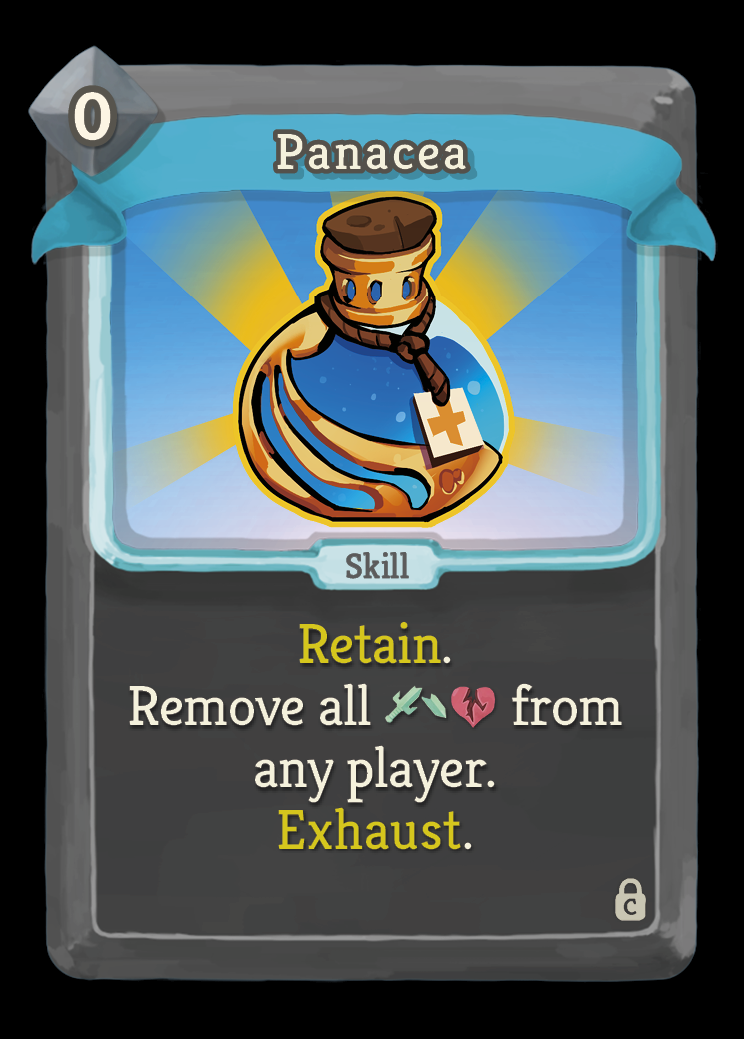 0
Panacea
Skill
Retain.
Remove all from
any player.
Exhaust.
C